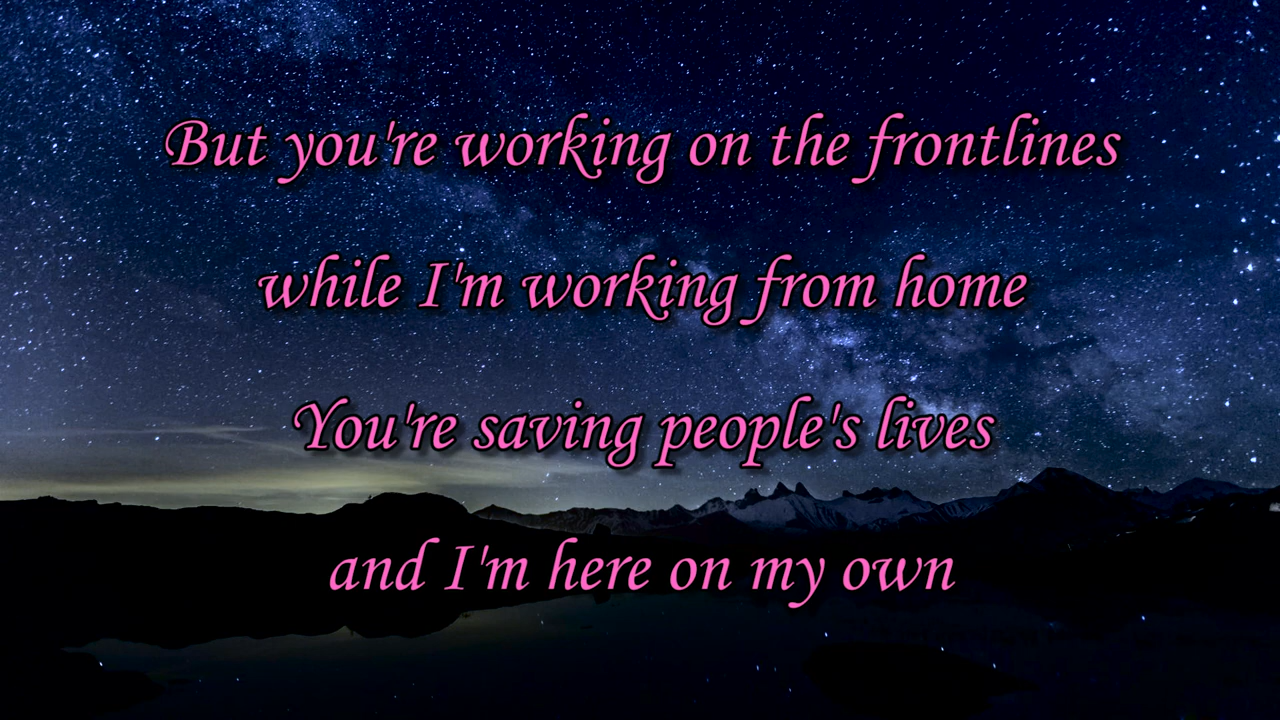 But you're working on the frontlines
while I'm working from home
You're saving people's lives
and I'm here on my own